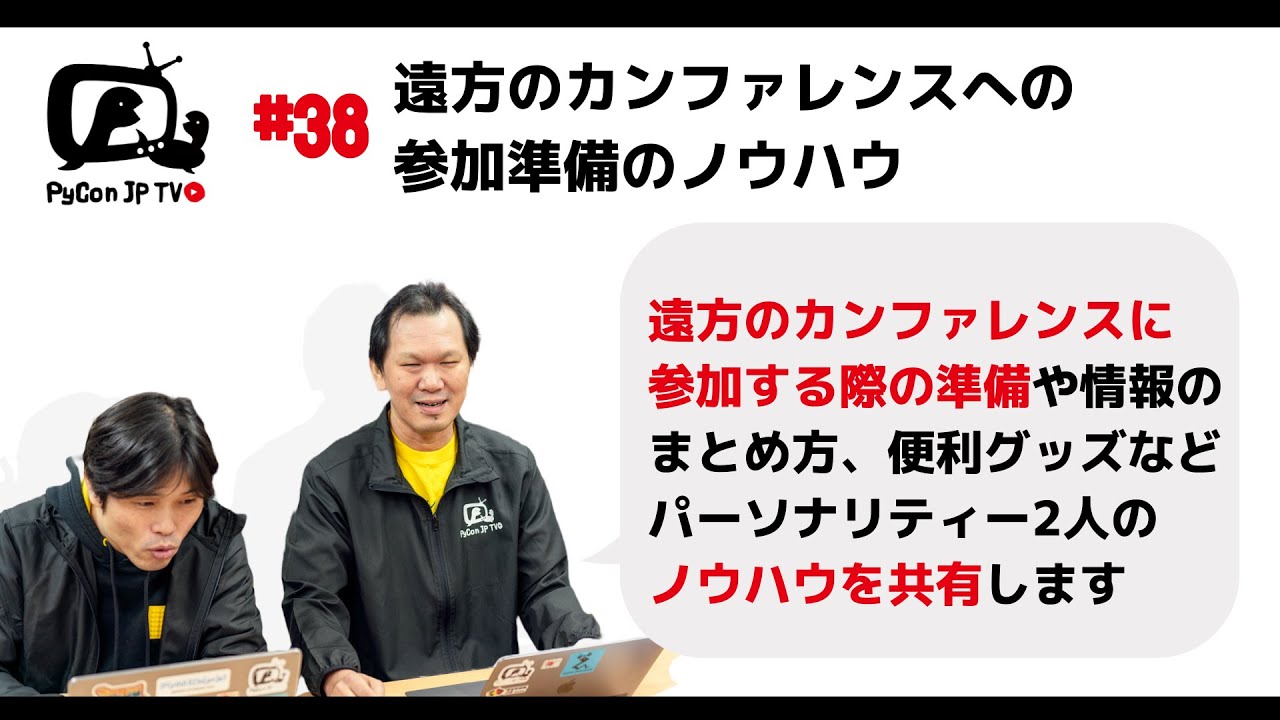 PyCon JP TV
#38
遠方のカンファレンスへの
参加準備のノウハウ
遠方のカンファレンスに
参加する際の準備や情報の
まとめ方、便利グッズなど
パーソナリティー2人の
ノウハウを共有します
PyCon JP TV